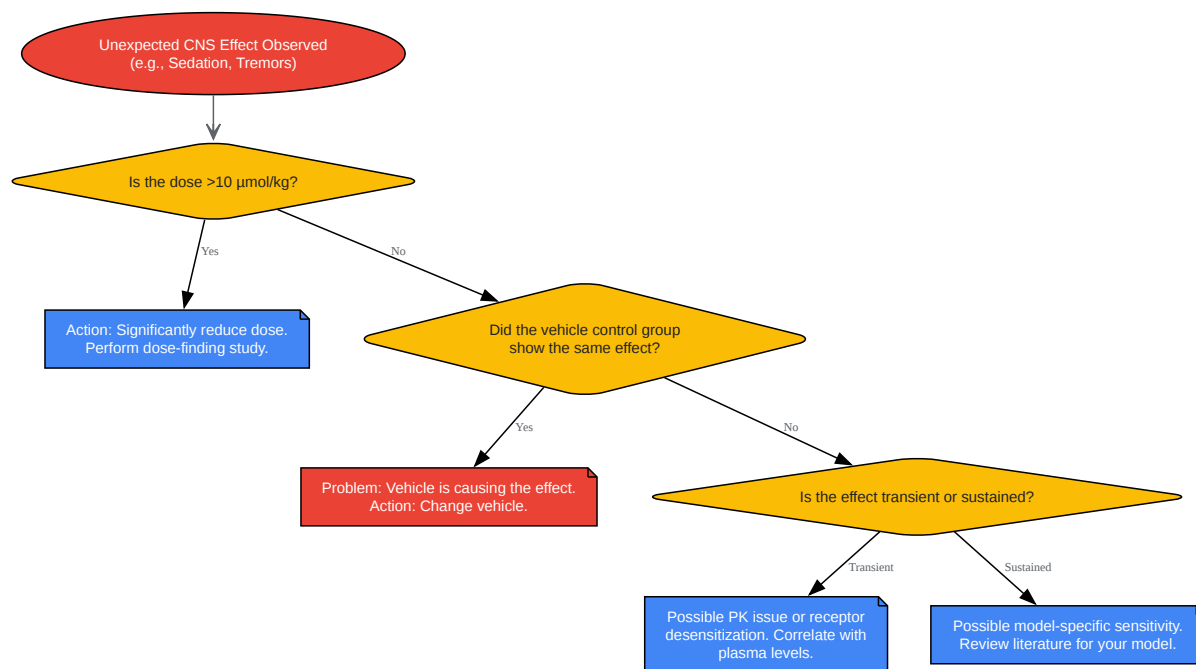 Unexpected CNS Effect Observed
(e.g., Sedation, Tremors)
Is the dose >10 µmol/kg?
Yes
No
Action: Significantly reduce dose.
Perform dose-finding study.
Did the vehicle control group
show the same effect?
Yes
No
Problem: Vehicle is causing the effect.
Action: Change vehicle.
Is the effect transient or sustained?
Transient
Sustained
Possible PK issue or receptor
desensitization. Correlate with
plasma levels.
Possible model-specific sensitivity.
Review literature for your model.